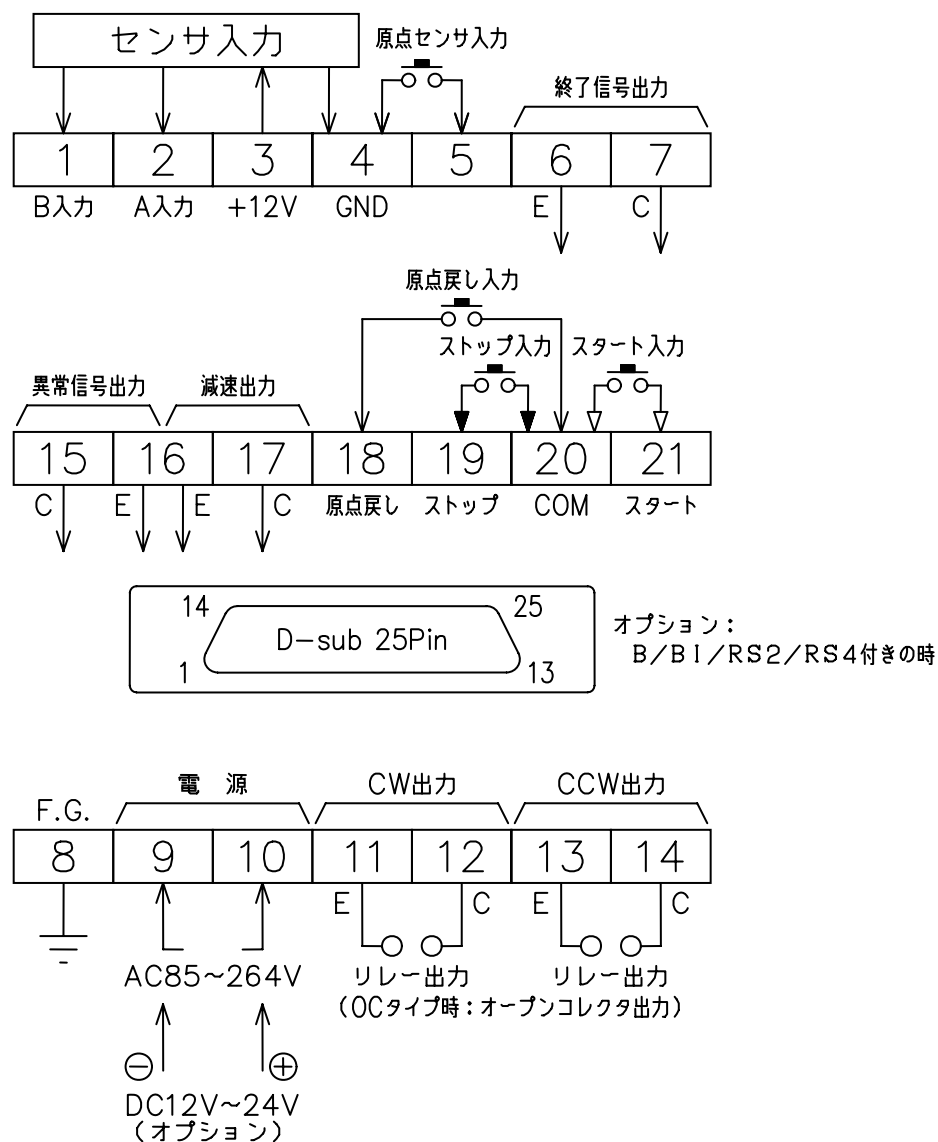 センサ入力
原点センサ入力
終了信号出力
1 2 3 4 5 6 7
B入力 A入力 +12V GND E C
原点戻し入力
ストップ入力 スタート入力
異常信号出力 減速出力
15 16 17 18 19 20 21
C E E C 原点戻し ストップ COM スタート
14 25
D-sub 25Pin
1 13
オプション：
B/BI/RS2/RS4付きの時
電 源 CW出力 CCW出力
F.G.
8 9 10 11 12 13 14
E C E C
AC85~264V
リレー出力 リレー出力
(OCタイプ時：オープンコレクタ出力)
⊖ ⊕
DC12V~24V
(オプション)